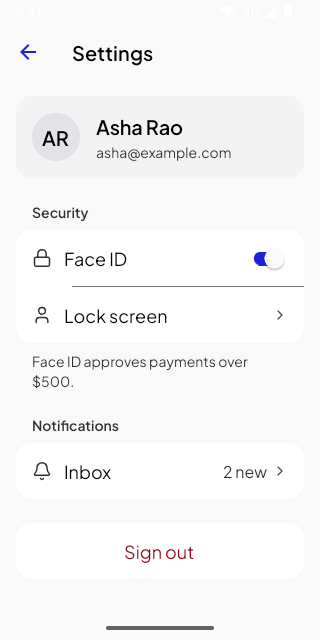 9:41
3G
Settings
AR
Asha Rao
asha@example.com
Security
Face ID
Lock screen
Face ID approves payments over
$500.
Notifications
Inbox
2 new
Sign out